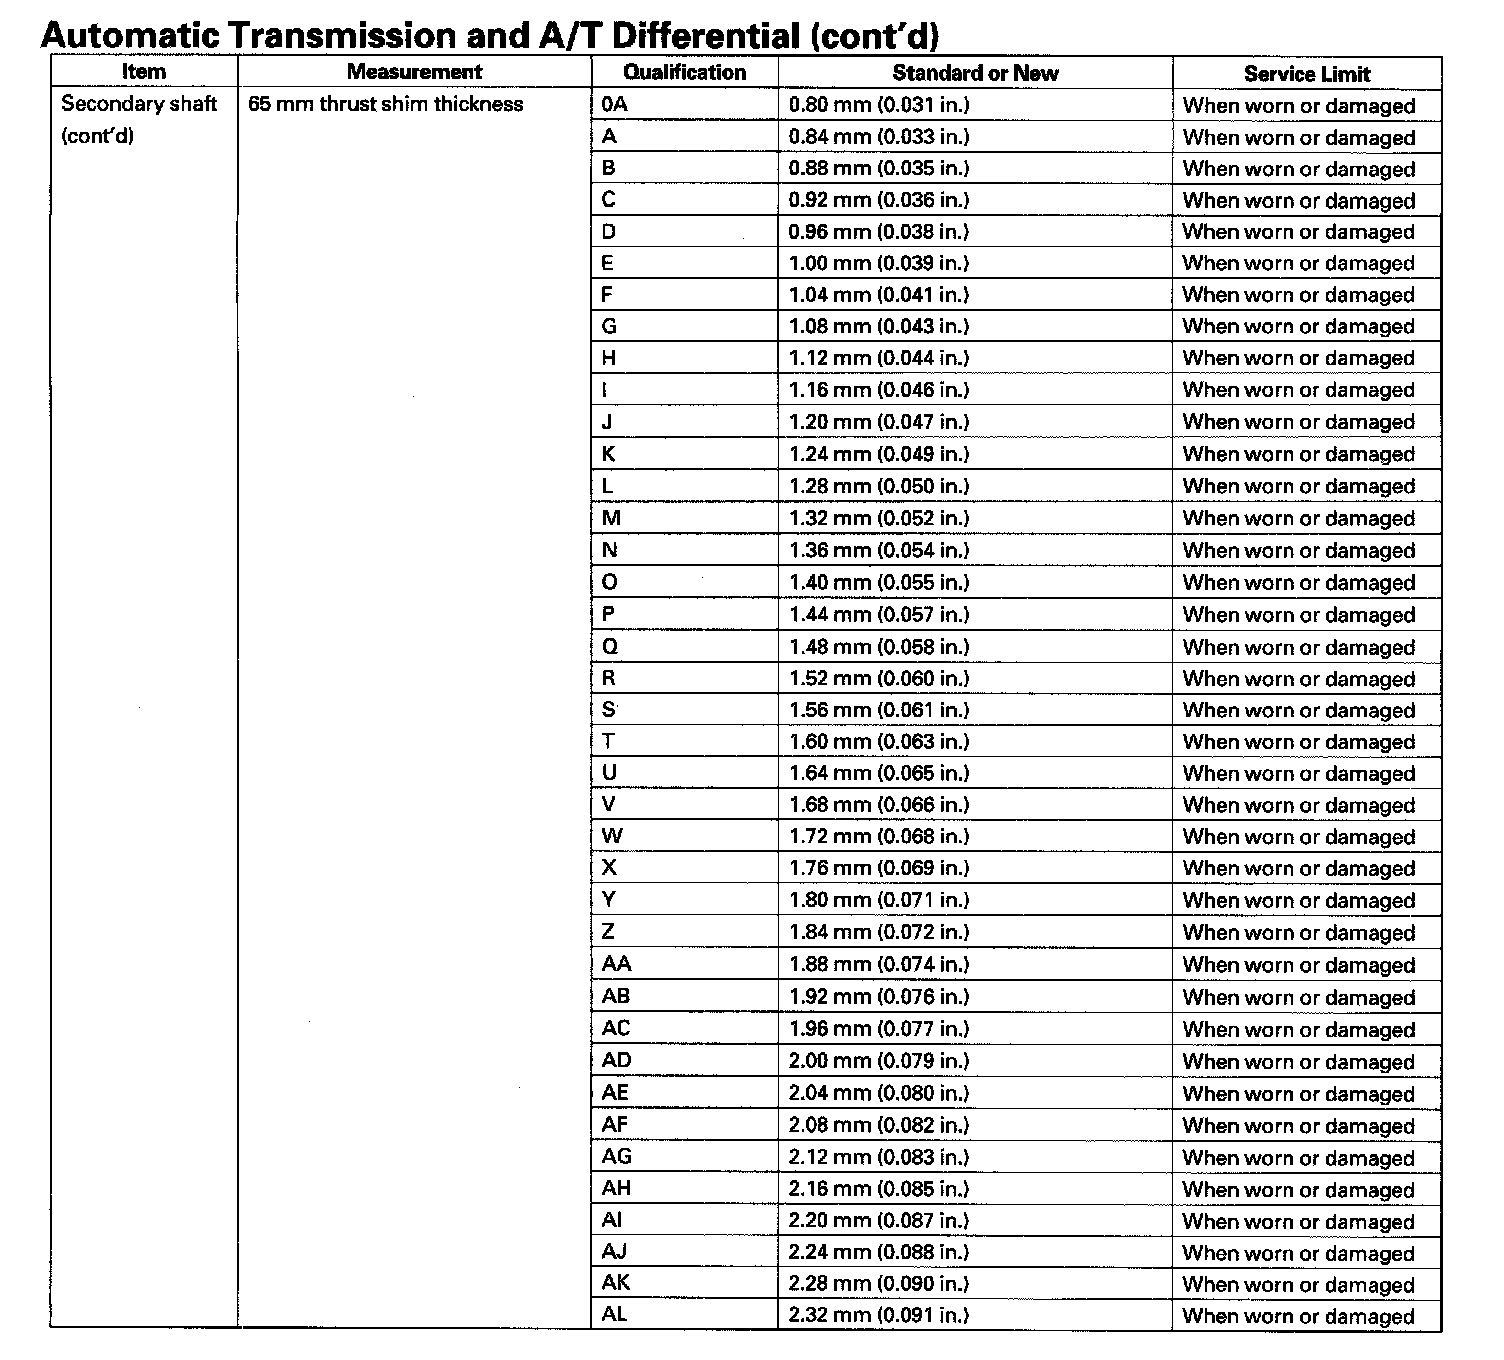 Automatic Transmission and A/T Differential (cont'd)
Item Measurement Qualification Standard or New Service Limit
Secondary shaft 65 mm thrust shim thickness 0A 0.80 mm (0.031 in.) When worn or damaged
(cont'd) A 0.84 mm (0.033 in.) When worn or damaged
B 0.88 mm (0.035 in.) When worn or damaged
C 0.92 mm (0.036 in.) When worn or damaged
D 0.96 mm (0.038 in.) When worn or damaged
E 1.00 mm (0.039 in.) When worn or damaged
F 1.04 mm (0.041 in.) When worn or damaged
G 1.08 mm (0.043 in.) When worn or damaged
H 1.12 mm (0.044 in.) When worn or damaged
I 1.16 mm (0.046 in.) When worn or damaged
J 1.20 mm (0.047 in.) When worn or damaged
K 1.24 mm (0.049 in.) When worn or damaged
L 1.28 mm (0.050 in.) When worn or damaged
M 1.32 mm (0.052 in.) When worn or damaged
N 1.36 mm (0.054 in.) When worn or damaged
O 1.40 mm (0.055 in.) When worn or damaged
P 1.44 mm (0.057 in.) When worn or damaged
Q 1.48 mm (0.058 in.) When worn or damaged
R 1.52 mm (0.060 in.) When worn or damaged
S 1.56 mm (0.061 in.) When worn or damaged
T 1.60 mm (0.063 in.) When worn or damaged
U 1.64 mm (0.065 in.) When worn or damaged
V 1.68 mm (0.066 in.) When worn or damaged
W 1.72 mm (0.068 in.) When worn or damaged
X 1.76 mm (0.069 in.) When worn or damaged
Y 1.80 mm (0.071 in.) When worn or damaged
Z 1.84 mm (0.072 in.) When worn or damaged
AA 1.88 mm (0.074 in.) When worn or damaged
AB 1.92 mm (0.076 in.) When worn or damaged
AC 1.96 mm (0.077 in.) When worn or damaged
AD 2.00 mm (0.079 in.) When worn or damaged
AE 2.04 mm (0.080 in.) When worn or damaged
AF 2.08 mm (0.082 in.) When worn or damaged
AG 2.12 mm (0.083 in.) When worn or damaged
AH 2.16 mm (0.085 in.) When worn or damaged
AI 2.20 mm (0.087 in.) When worn or damaged
AJ 2.24 mm (0.088 in.) When worn or damaged
AK 2.28 mm (0.090 in.) When worn or damaged
AL 2.32 mm (0.091 in.) When worn or damaged